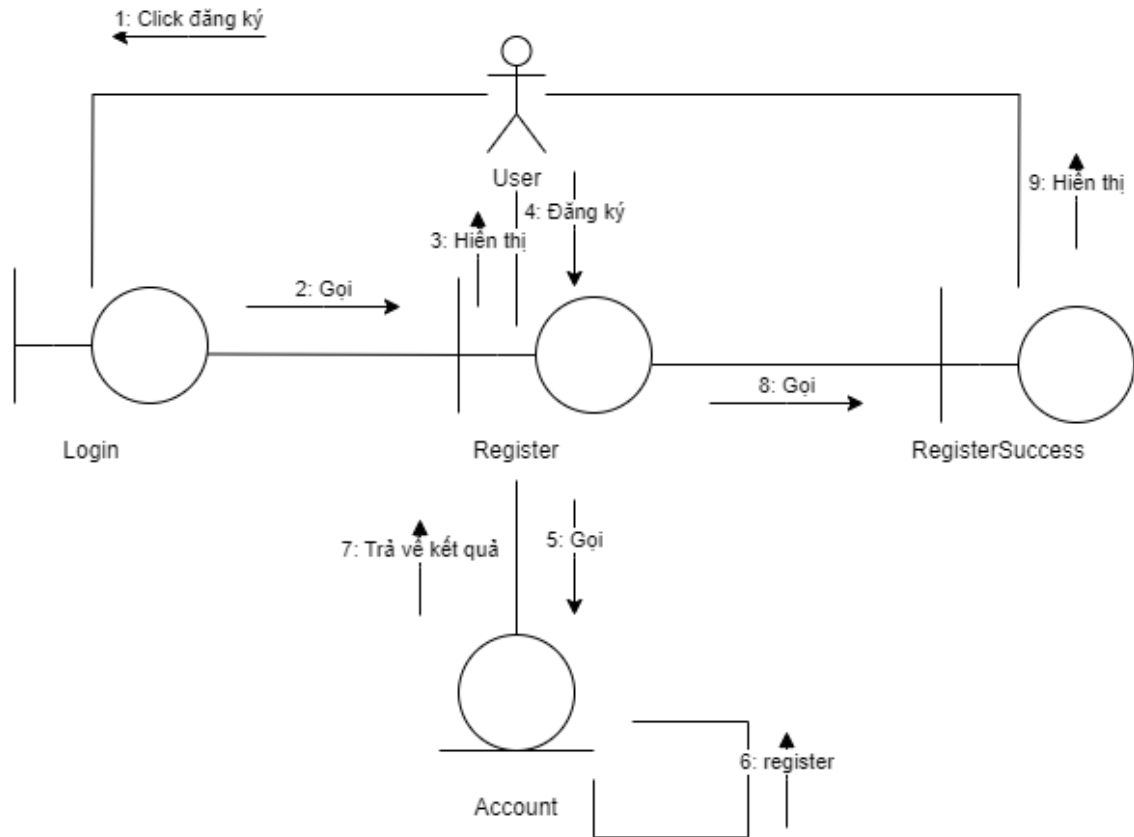 1: Click đăng ký
User
9: Hiển thị
4: Đăng ký
3: Hiển thị
2: Gọi
8: Gọi
Login
Register
RegisterSuccess
7: Trả về kết quả
5: Gọi
6: register
Account